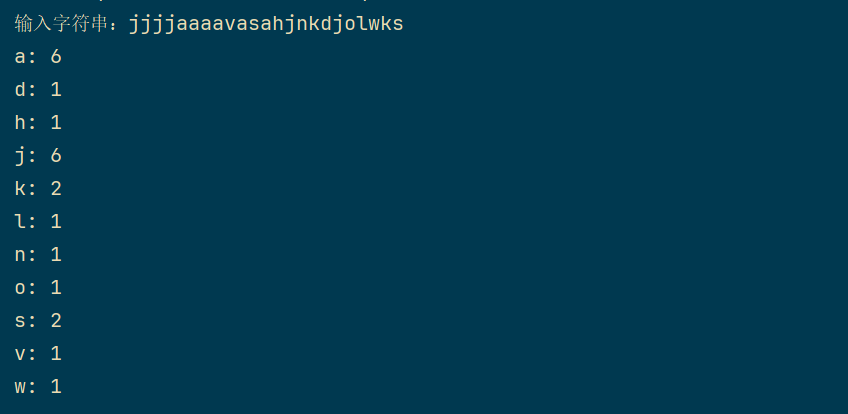 输入字符串：jjjjaaaavasahjnkdjolwks
a: 6
d: 1
h: 1
j: 6
k: 2
l: 1
n: 1
o: 1
s: 2
v: 1
w: 1